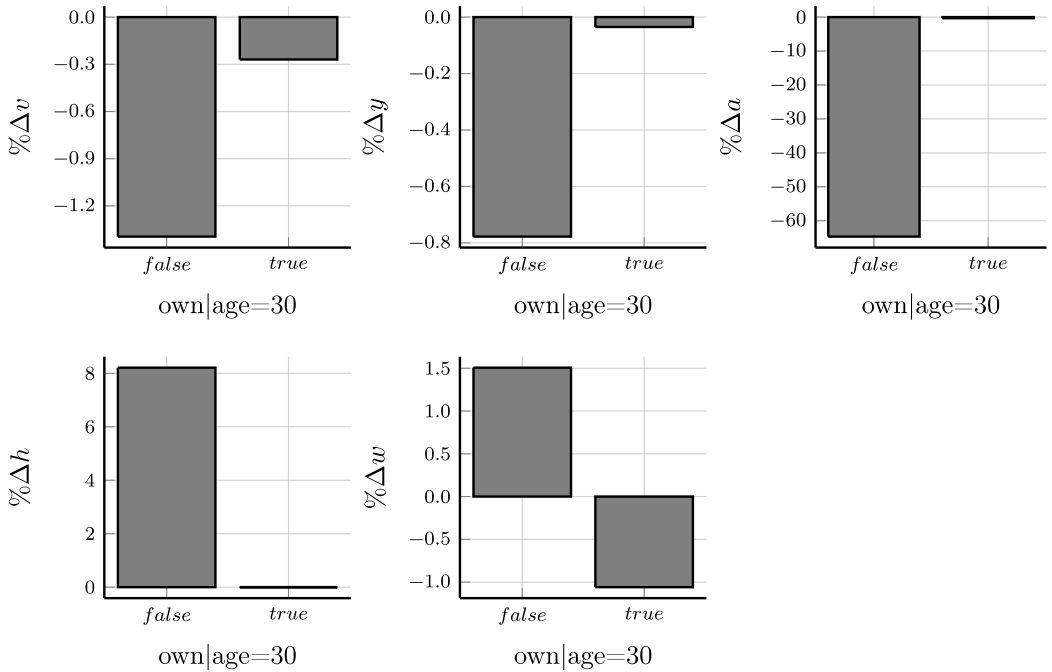 %Δv
0.0
−0.3
−0.6
−0.9
−1.2
false true
own|age=30
%Δy
0.0
−0.2
−0.4
−0.6
−0.8
false true
own|age=30
%Δa
0
−10
−20
−30
−40
−50
−60
false true
own|age=30
%Δh
8
6
4
2
0
false true
own|age=30
%Δw
1.5
1.0
0.5
0.0
−0.5
−1.0
false true
own|age=30